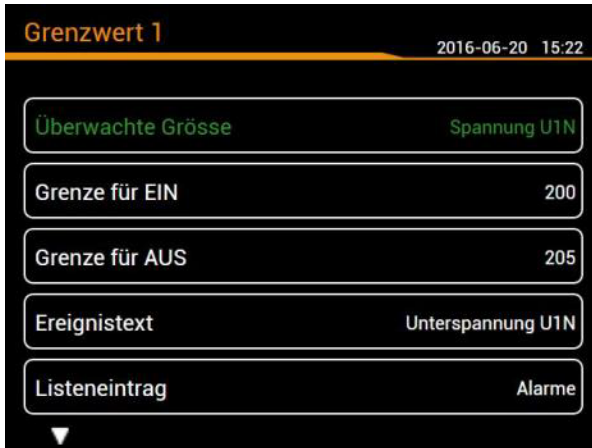 Grenzwert 1
2016-06-20 15:22
Überwachte Grösse Spannung U1N
Grenze für EIN 200
Grenze für AUS 205
Ereignistext Unterspannung U1N
Listeneintrag Alarme